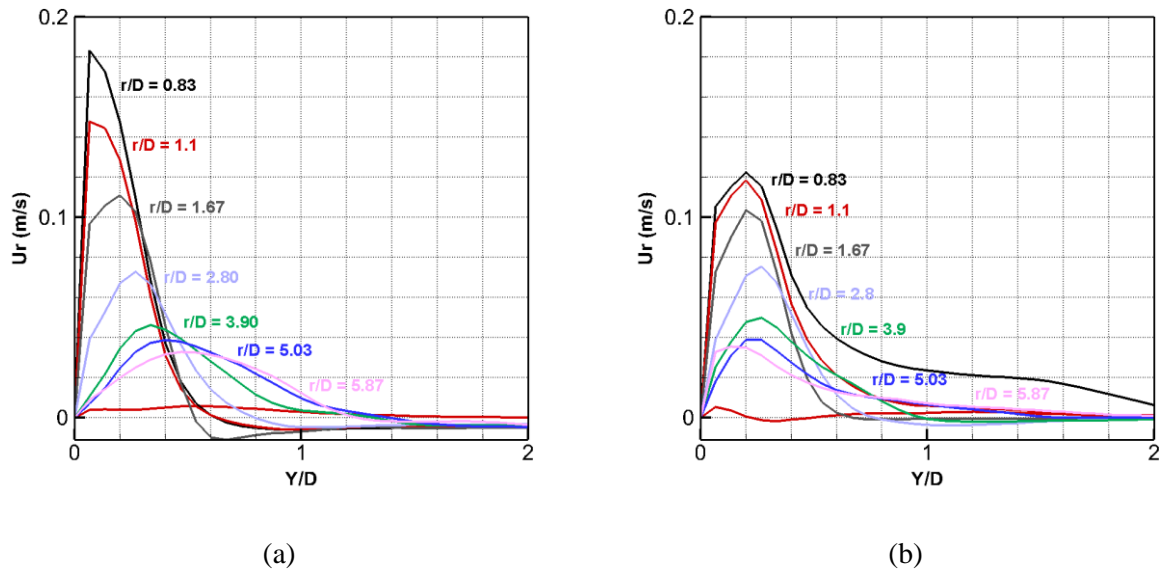 0.2
r/D = 0.83
r/D = 1.1
r/D = 1.67
r/D = 2.80
r/D = 3.90
r/D = 5.03
r/D = 5.87
0.1
0
Ur (m/s)
0
1
2
Y/D
(a)
0.2
r/D = 0.83
r/D = 1.1
r/D = 1.67
r/D = 2.8
r/D = 3.9
r/D = 5.03
r/D = 5.87
0.1
0
Ur (m/s)
0
1
2
Y/D
(b)